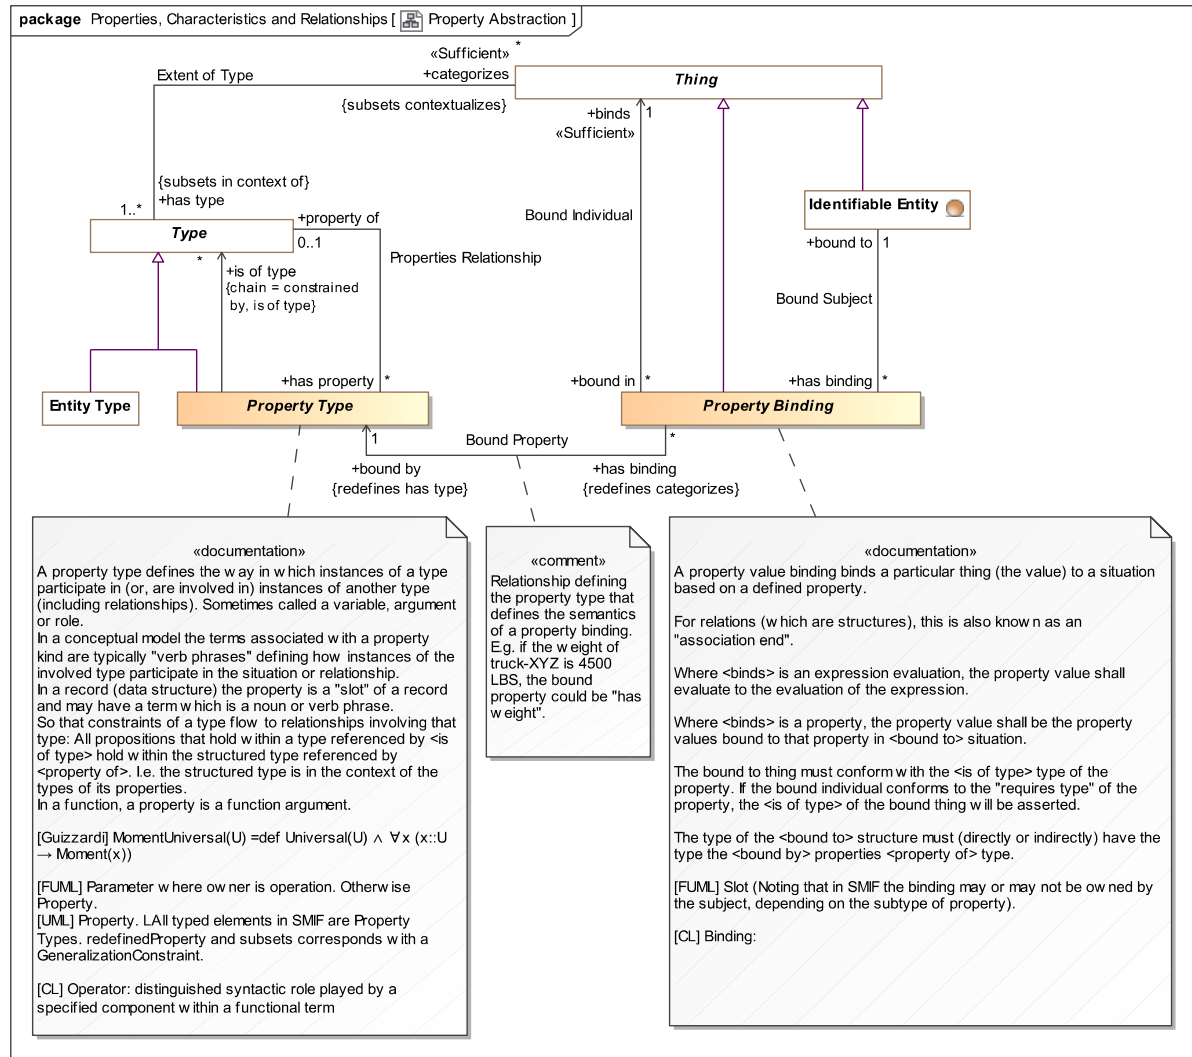 package Properties, Characteristics and Relationships [ Property Abstraction ]
*
«Sufficient»
+categorizes
{subsets contextualizes}
Extent of Type
Thing
+binds
1
«Sufficient»
{subsets in context of}
+has type
1..*
Bound Individual
Identifiable Entity
Type
+property of
0..1
+bound to
1
*
+is of type
{chain = constrained
by, is of type}
Properties Relationship
Bound Subject
+has property
*
+bound in
*
+has binding
*
Entity Type
Property Type
Property Binding
1
Bound Property
*
+bound by
{redefines has type}
+has binding
{redefines categorizes}
«documentation»
A property type defines the way in which instances of a type
participate in (or, are involved in) instances of another type
(including relationships). Sometimes called a variable, argument
or role.
In a conceptual model the terms associated with a property
kind are typically "verb phrases" defining how instances of the
involved type participate in the situation or relationship.
In a record (data structure) the property is a "slot" of a record
and may have a term which is a noun or verb phrase.
So that constraints of a type flow to relationships involving that
type: All propositions that hold within a type referenced by <is
of type> hold within the structured type referenced by
<property of>. I.e. the structured type is in the context of the
types of its properties.
In a function, a property is a function argument.
[Guizzardi] MomentUniversal(U) =def Universal(U) ∧ ∀x (x::U
→ Moment(x))
[FUML] Parameter where owner is operation. Otherwise
Property.
[UML] Property. LAll typed elements in SMIF are Property
Types. redefinedProperty and subsets corresponds with a
GeneralizationConstraint.
[CL] Operator: distinguished syntactic role played by a
specified component within a functional term
«comment»
Relationship defining
the property type that
defines the semantics
of a property binding.
E.g. if the weight of
truck-XYZ is 4500
LBS, the bound
property could be "has
weight".
«documentation»
A property value binding binds a particular thing (the value) to a situation
based on a defined property.
For relations (which are structures), this is also known as an
"association end".
Where <binds> is an expression evaluation, the property value shall
evaluate to the evaluation of the expression.
Where <binds> is a property, the property value shall be the property
values bound to that property in <bound to> situation.
The bound to thing must conform with the <is of type> type of the
property. If the bound individual conforms to the "requires type" of the
property, the <is of type> of the bound thing will be asserted.
The type of the <bound to> structure must (directly or indirectly) have the
type the <bound by> properties <property of> type.
[FUML] Slot (Noting that in SMIF the binding may or may not be owned by
the subject, depending on the subtype of property).
[CL] Binding: